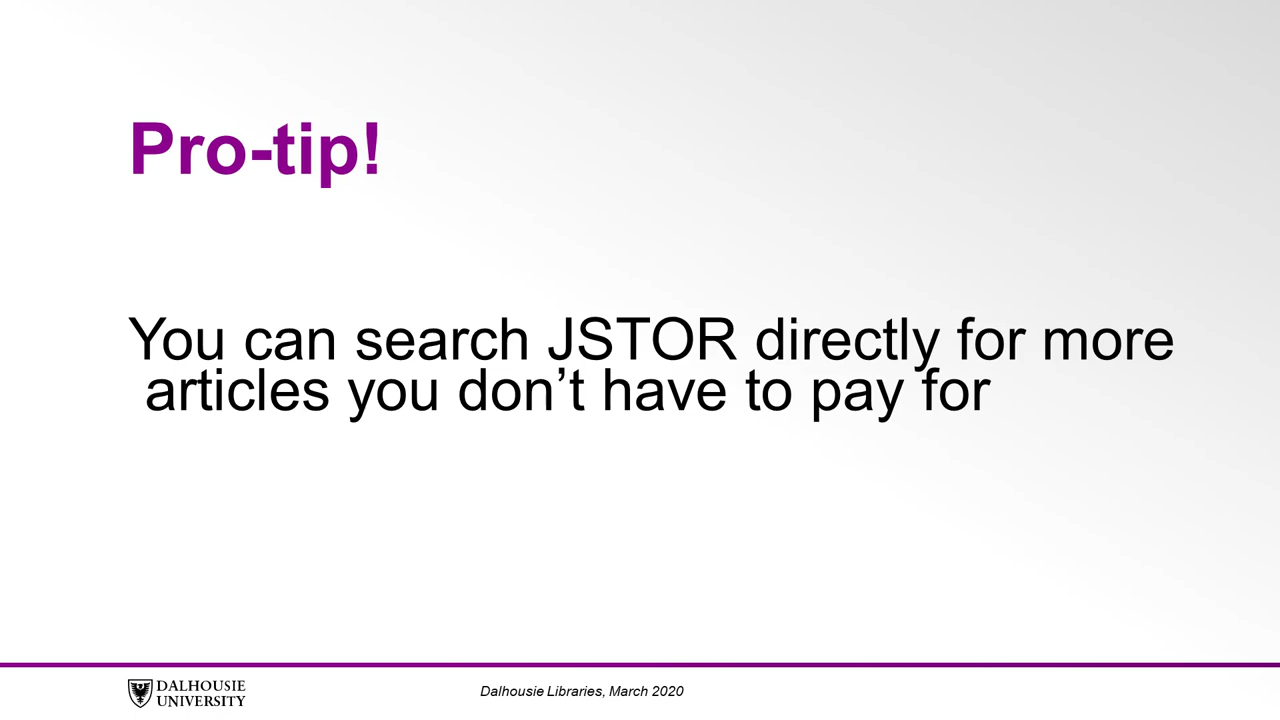 Pro-tip!
You can search JSTOR directly for more
articles you don’t have to pay for
DALHOUSIE
UNIVERSITY
Dalhousie Libraries, March 2020